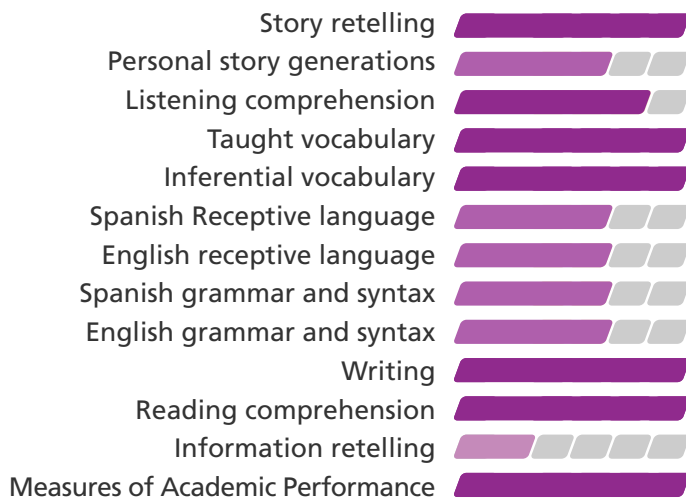 Story retelling
Personal story generations
Listening comprehension
Taught vocabulary
Inferential vocabulary
Spanish Receptive language
English receptive language
Spanish grammar and syntax
English grammar and syntax
Writing
Reading comprehension
Information retelling
Measures of Academic Performance